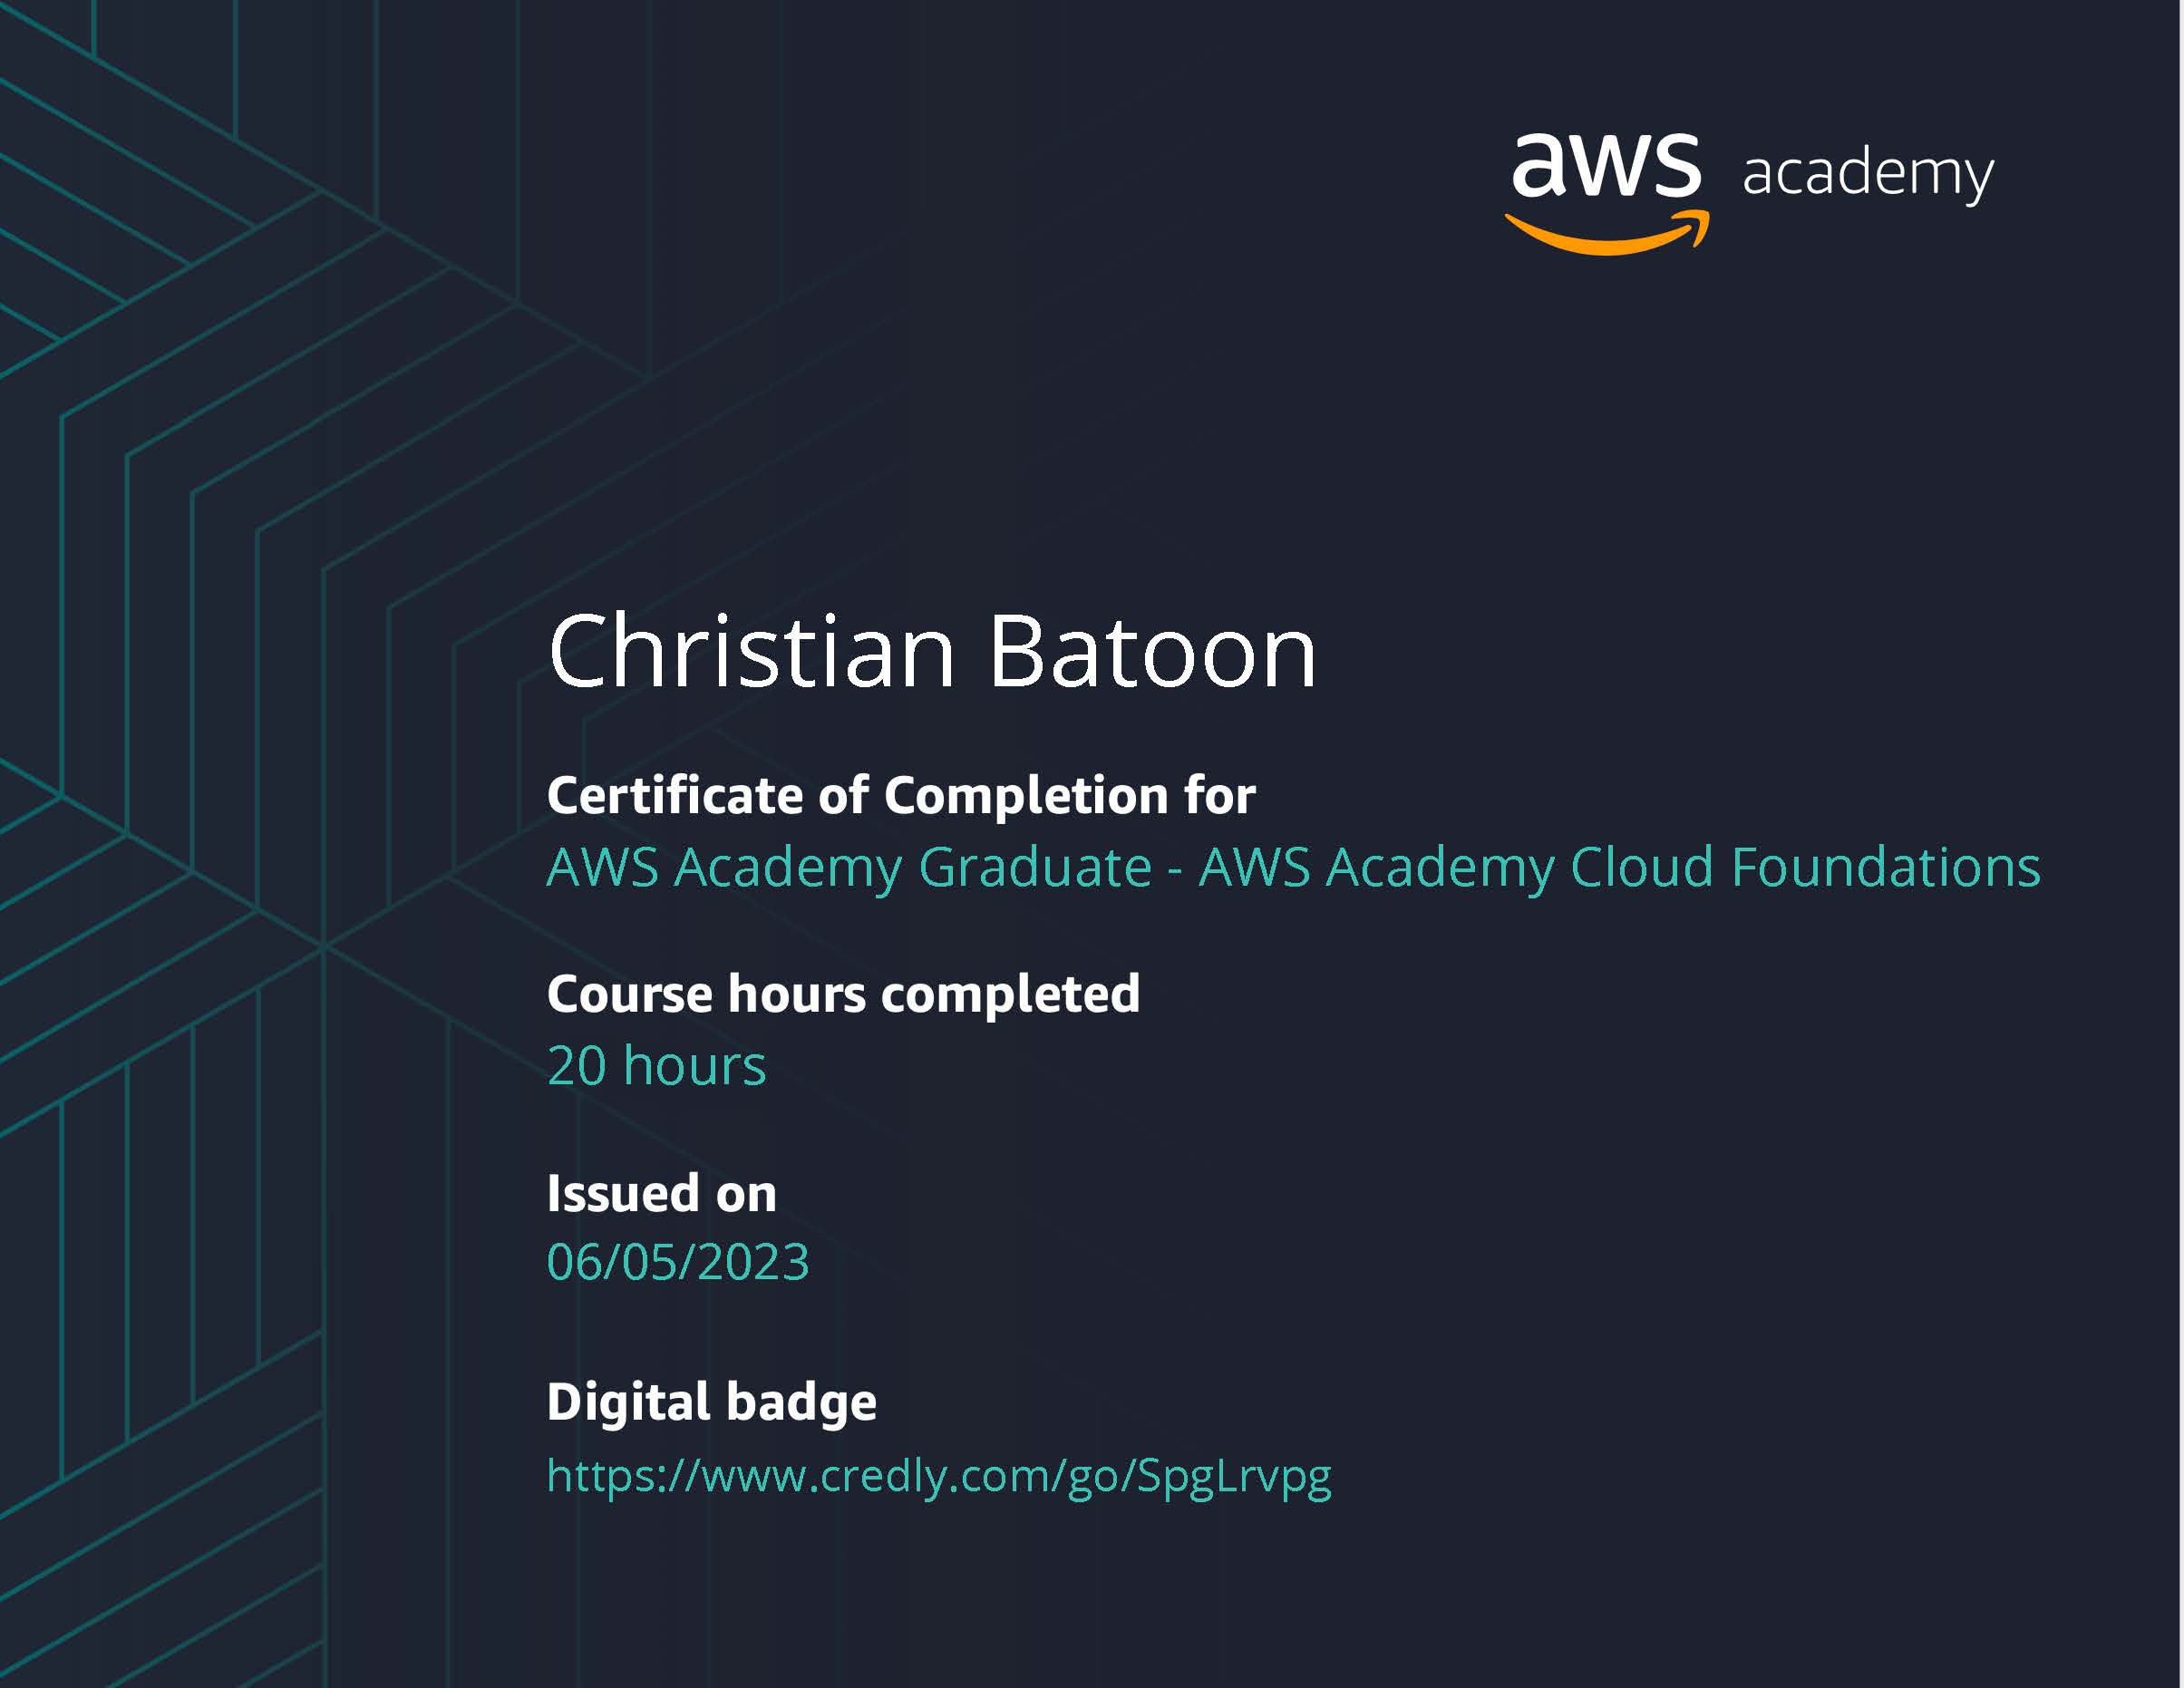 aws academy
Christian Batoon
Certificate of Completion for
AWS Academy Graduate - AWS Academy Cloud Foundations
Course hours completed
20 hours
Issued on
06/05/2023
Digital badge
https://www.credly.com/go/SpgLrvpg